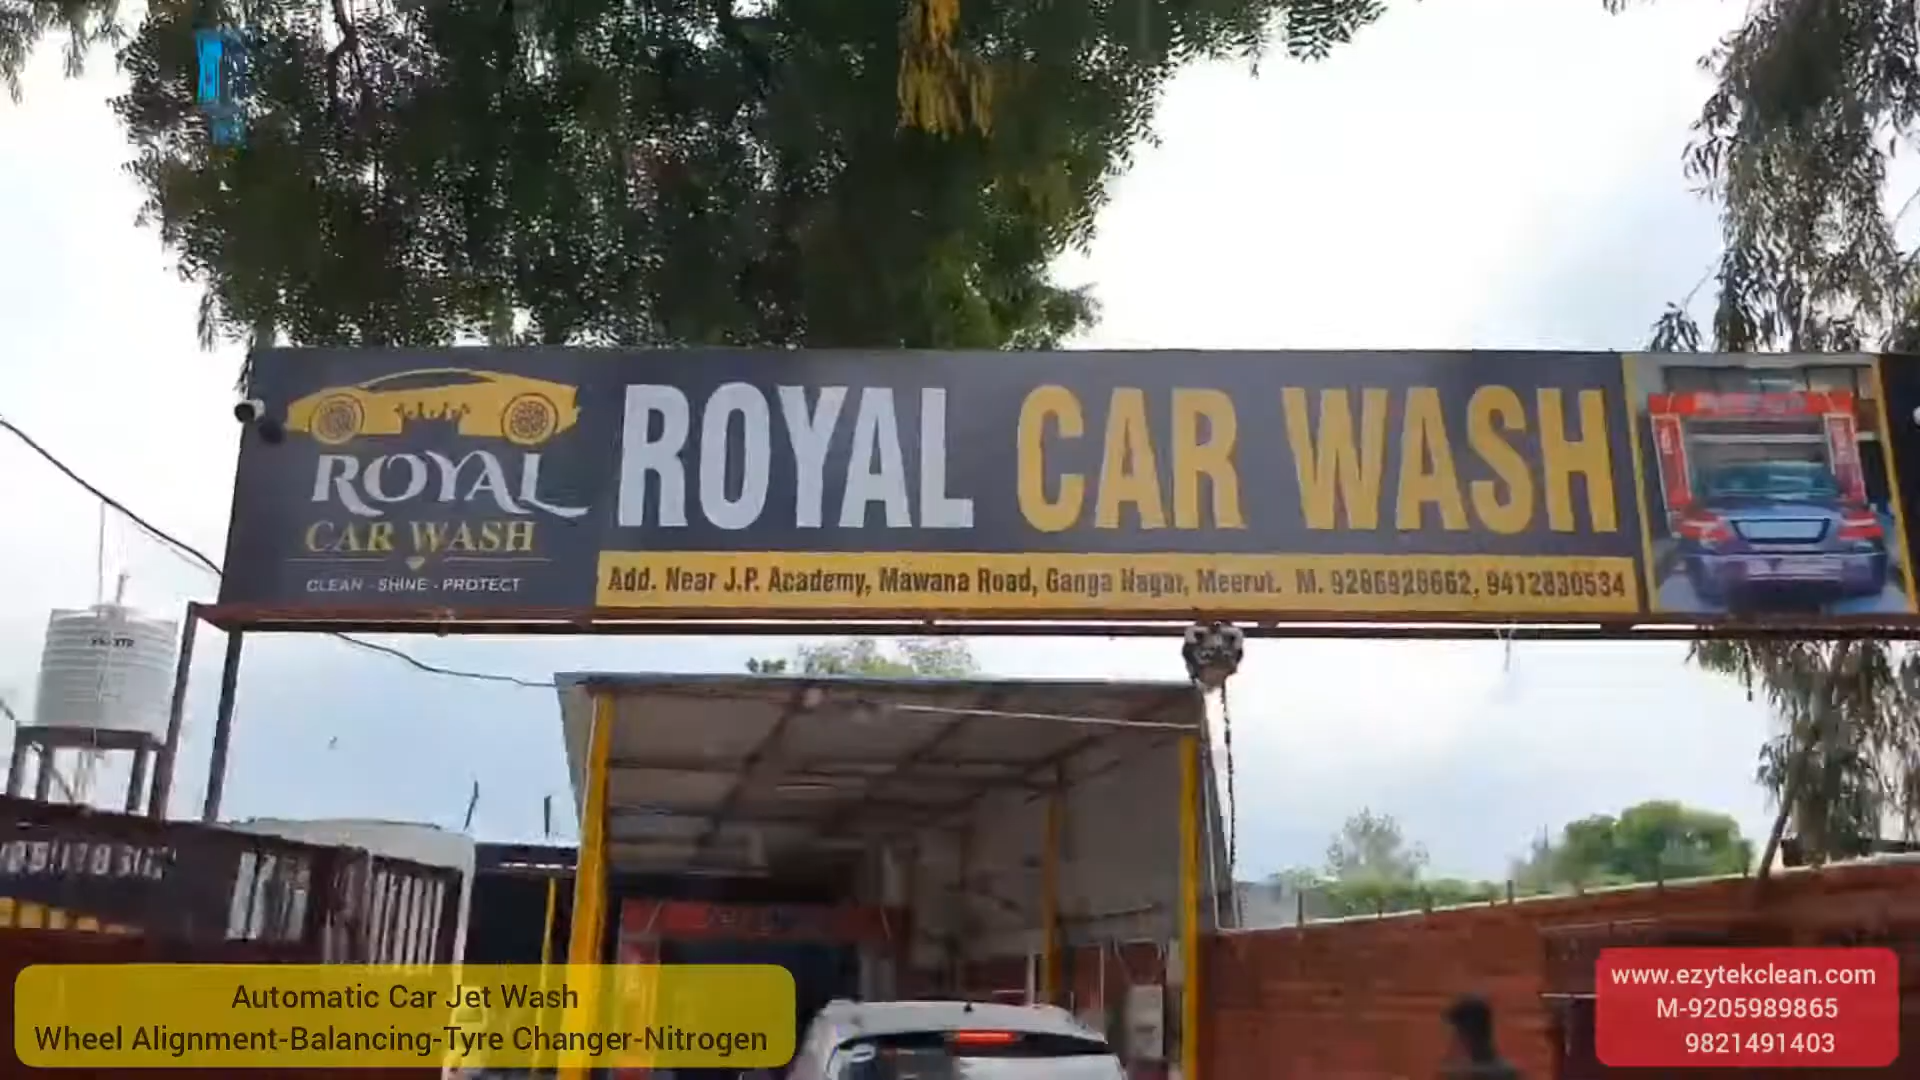 ROYAL
CAR WASH
CLEAN - SHINE - PROTECT
ROYAL CAR WASH
Add. Near J.P. Academy, Mawana Road, Ganga Nagar, Meerut. M. 9286928662, 9412830534
Automatic Car Jet Wash
Wheel Alignment-Balancing-Tyre Changer-Nitrogen
www.ezytekclean.com
M-9205989865
9821491403